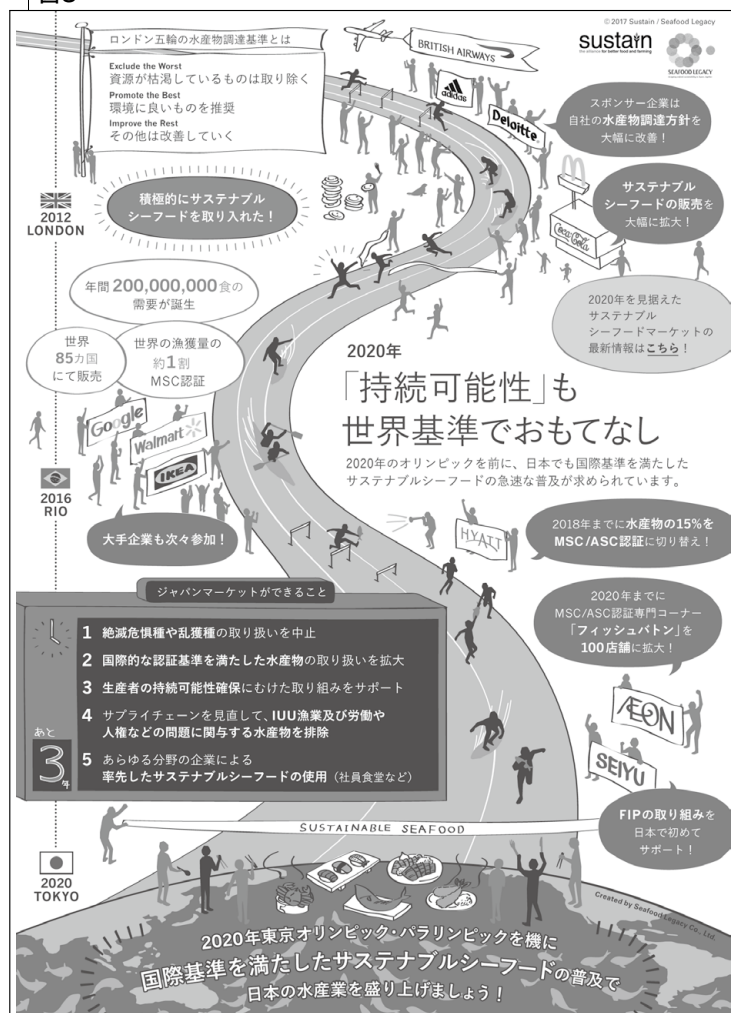 © 2017 Sustain / Seafood Legacy
sustain
the alliance for better food and farming
SEAFOOD LEGACY
ロンドン五輪の水産物調達基準とは
Exclude the Worst
資源が枯渇しているものは取り除く
Promote the Best
環境に良いものを推奨
Improve the Rest
その他は改善していく
BRITISH AIRWAYS
adidas
Deloitte.
スポンサー企業は
自社の水産物調達方針を
大幅に改善！
2012
LONDON
積極的にサステナブル
シーフードを取り入れた！
サステナブル
シーフードの販売を
大幅に拡大！
Coca-Cola
年間 200,000,000食の
需要が誕生
世界
85カ国
にて販売
世界の漁獲量の
約1割
MSC認証
2020年を見据えた
サステナブル
シーフードマーケットの
最新情報はこちら！
2020年
「持続可能性」も
世界基準でおもてなし
2020年のオリンピックを前に、日本でも国際基準を満たした
サステナブルシーフードの急速な普及が求められています。
Google
Walmart
IKEA
2016
RIO
大手企業も次々参加！
HYATT
2018年までに水産物の15%を
MSC/ASC認証に切り替え！
ジャパンマーケットができること
1 絶滅危惧種や乱獲種の取り扱いを中止
2 国際的な認証基準を満たした水産物の取り扱いを拡大
3 生産者の持続可能性確保にむけた取り組みをサポート
4 サプライチェーンを見直して、IUU漁業及び労働や
人権などの問題に関与する水産物を排除
5 あらゆる分野の企業による
率先したサステナブルシーフードの使用（社員食堂など）
あと
3年
2020年までに
MSC/ASC認証専門コーナー
「フィッシュバトン」を
100店舗に拡大！
ÆON
SEIYU
FIPの取り組みを
日本で初めて
サポート！
SUSTAINABLE SEAFOOD
2020
TOKYO
Created by Seafood Legacy Co., Ltd.
2020年東京オリンピック・パラリンピックを機に
国際基準を満たしたサステナブルシーフードの普及で
日本の水産業を盛り上げましょう！